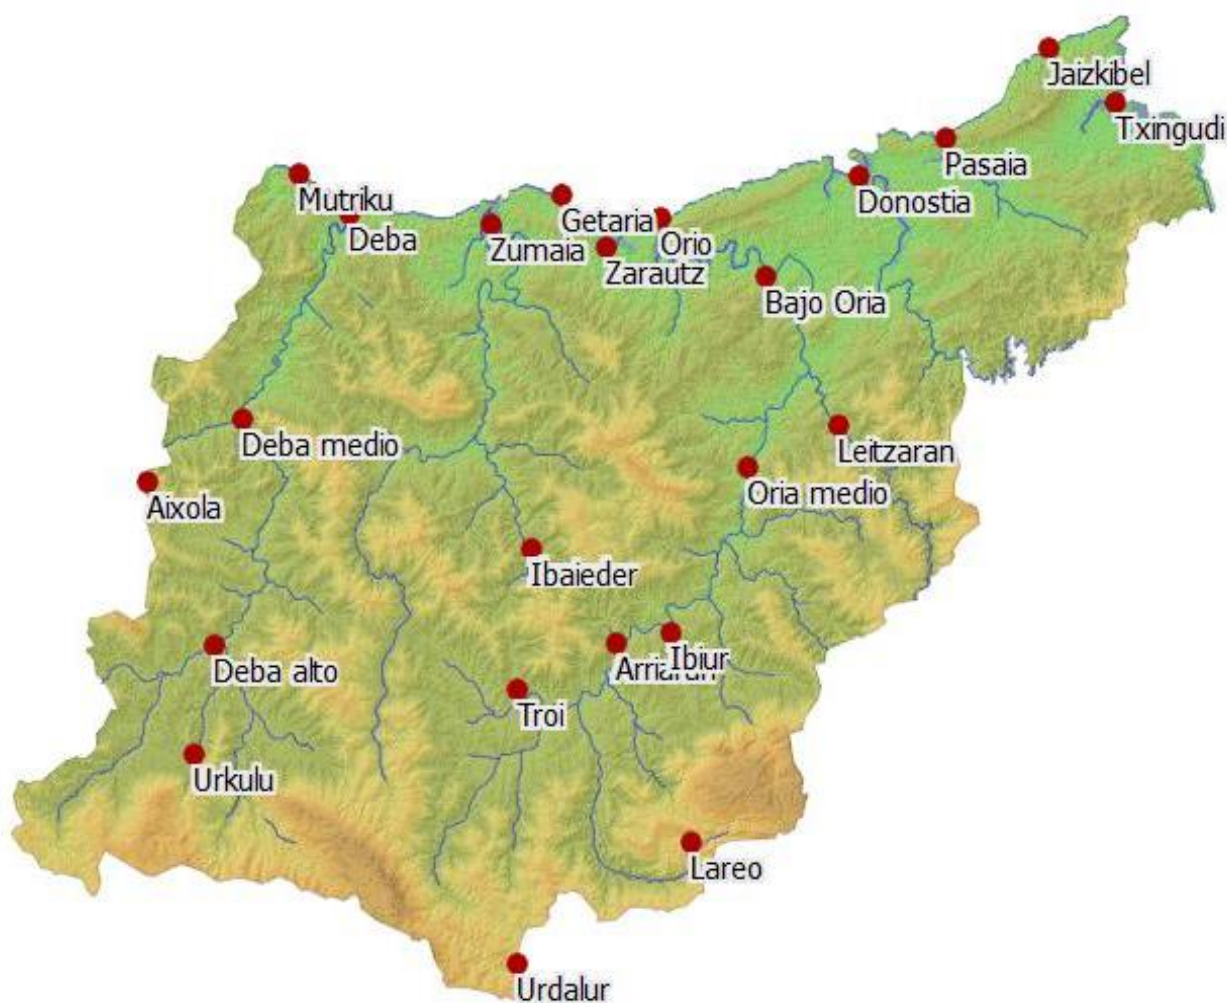 Jaizkibel
Txingudi
Pasaia
Donostia
Mutriku
Getaria
Deba
Zumaia
Orio
Zarautz
Bajo Oria
Deba medio
Leitzaran
Oria medio
Aixola
Ibaieder
Ibiur
Arriaran
Deba alto
Troi
Urkulu
Lareo
Urdalur